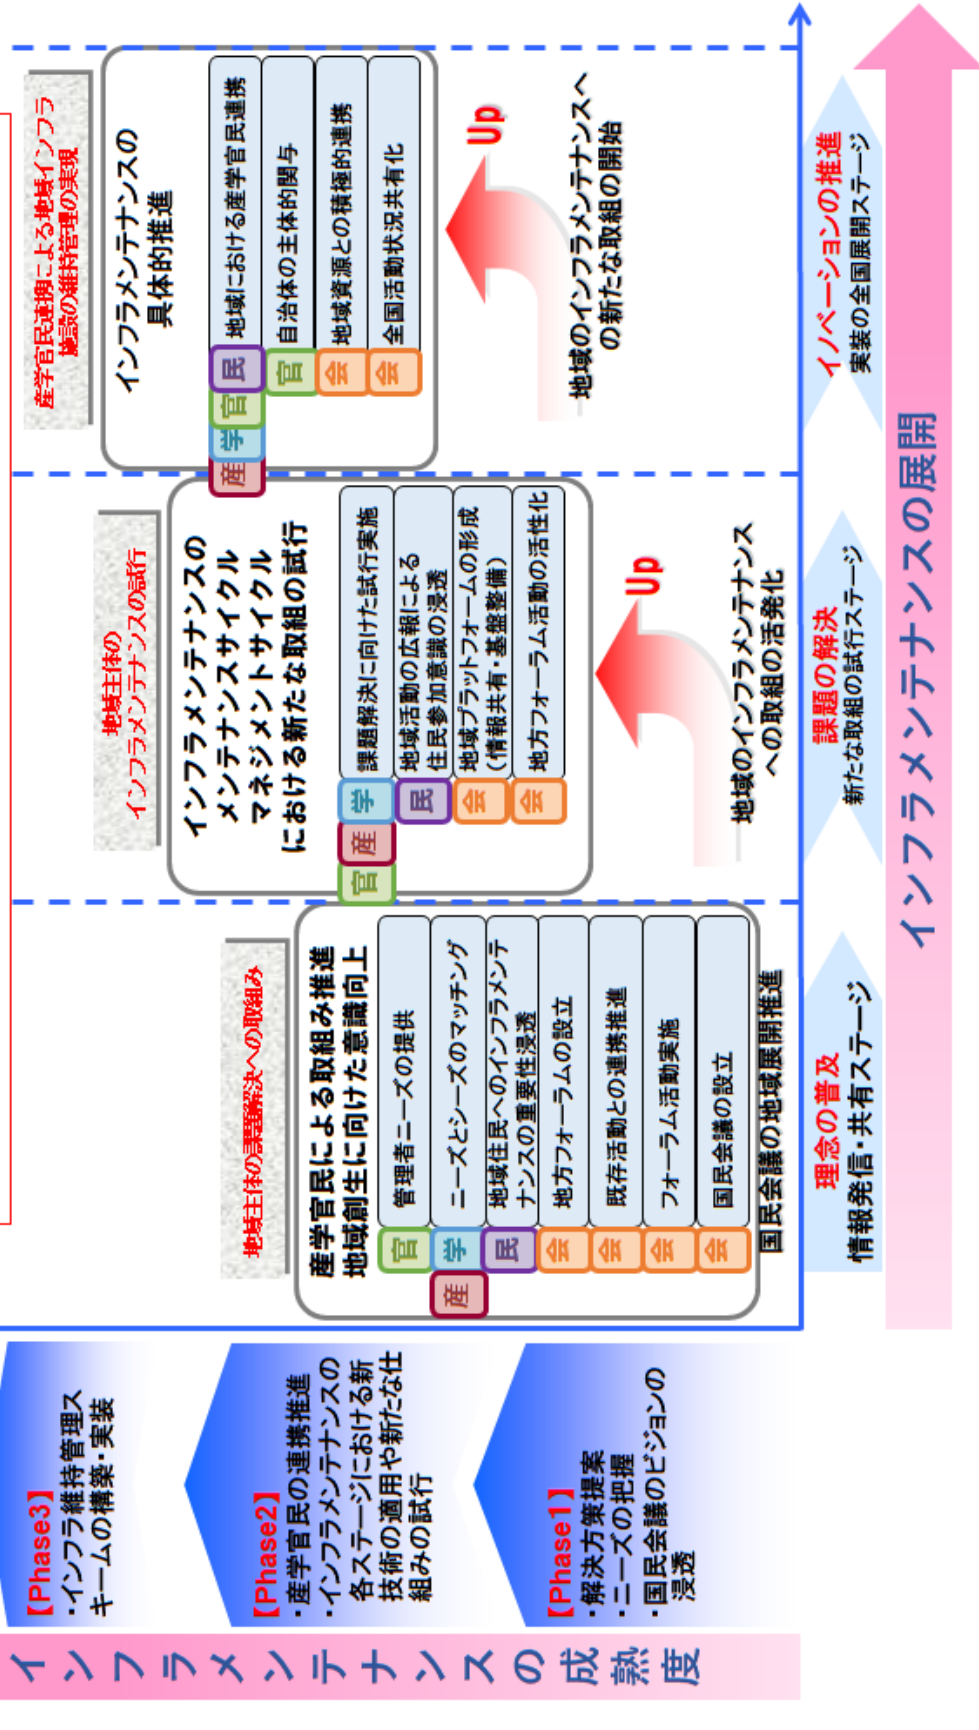 インフラメンテナンスの成熟度
【Phase3】
・インフラ維持管理ス
キームの構築・実装
【Phase2】
・産学官民の連携推進
・インフラメンテナンスの
各ステージにおける新
技術の適用や新たな仕
組みの試行
【Phase1】
・解決方策提案
・ニーズの把握
・国民会議のビジョンの
浸透
地域主体の課題解決への取組み
産学官民による取組み推進
地域創生に向けた意識向上
官 管理者ニーズの提供
産 学 ニーズとシーズのマッチング
民 地域住民へのインフラメンテ
ナンスの重要性浸透
会 地方フォーラムの設立
会 既存活動との連携推進
会 フォーラム活動実施
会 国民会議の設立
国民会議の地域展開推進
地域主体の
インフラメンテナンスの試行
インフラメンテナンスの
メンテナンスサイクル
マネジメントサイクル
における新たな取組の試行
官 産 学 課題解決に向けた試行実施
民 地域活動の広報による
住民参加意識の浸透
会 地域プラットフォームの形成
（情報共有・基盤整備）
会 地方フォーラム活動の活性化
Up
地域のインフラメンテナンス
への取組の活発化
産学官民連携による地域インフラ
施設の維持管理の実現
インフラメンテナンスの
具体的推進
産 学 官 民 地域における産学官民連携
官 自治体の主体的関与
会 地域資源との積極的連携
会 全国活動状況共有化
Up
地域のインフラメンテナンスへ
の新たな取組の開始
理念の普及
情報発信・共有ステージ
課題の解決
新たな取組の試行ステージ
イノベーションの推進
実装の全国展開ステージ
インフラメンテナンスの展開